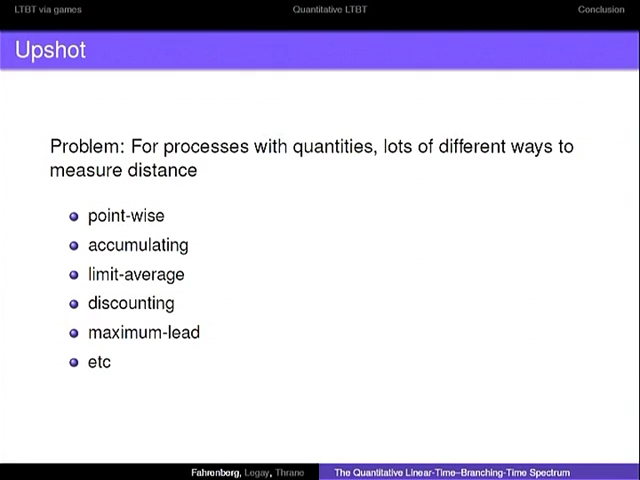 LTBT via games
Quantitative LTBT
Conclusion
Upshot
Problem: For processes with quantities, lots of different ways to
measure distance
point-wise
accumulating
limit-average
discounting
maximum-lead
etc
Fahrenberg, Legay, Thrane
The Quantitative Linear-Time–Branching-Time Spectrum